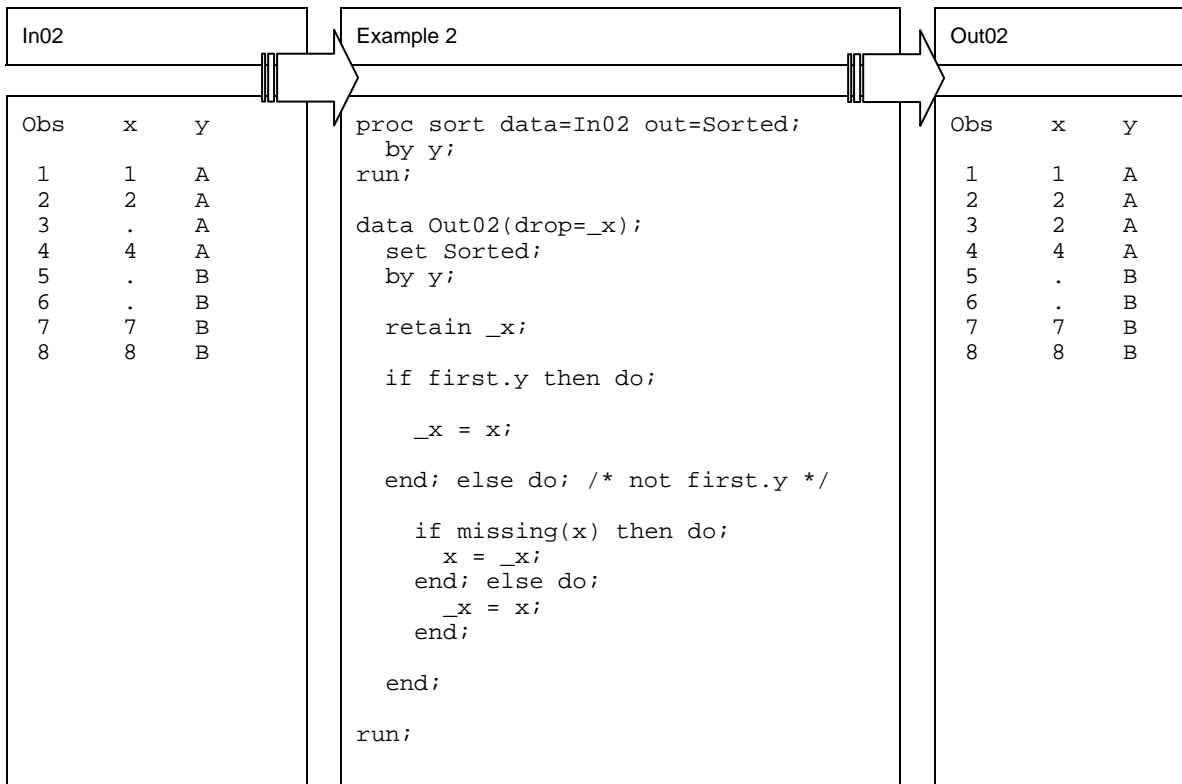 In02
Obs x y
1 1 A
2 2 A
3 . A
4 4 A
5 . B
6 . B
7 7 B
8 8 B
Example 2
proc sort data=In02 out=Sorted;
by y;
run;
data Out02(drop=_x);
set Sorted;
by y;
retain _x;
if first.y then do;
_x = x;
end; else do; /* not first.y */
if missing(x) then do;
x = _x;
end; else do;
_x = x;
end;
end;
run;
Out02
Obs x y
1 1 A
2 2 A
3 2 A
4 4 A
5 . B
6 . B
7 7 B
8 8 B